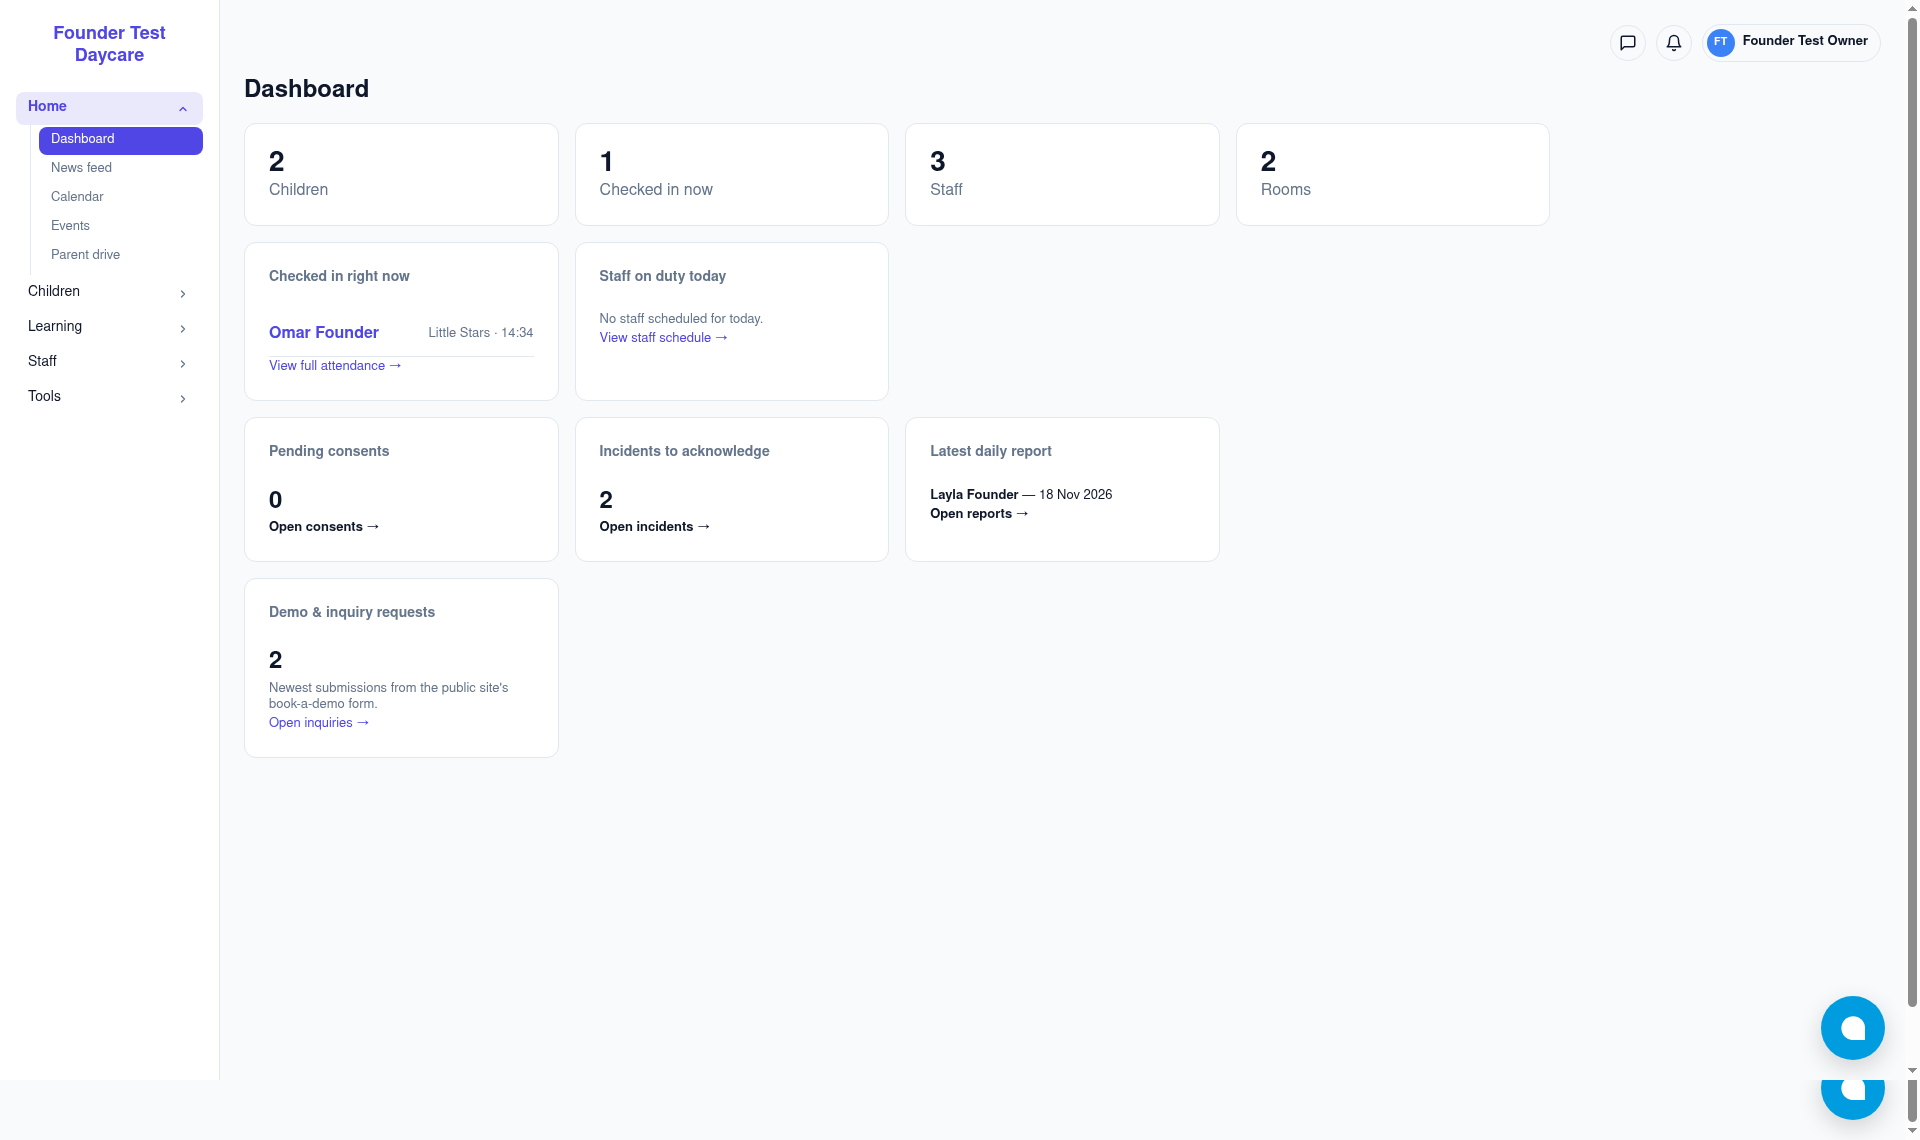 Founder Test
Daycare
Home
Dashboard
News feed
Calendar
Events
Parent drive
Children
Learning
Staff
Tools
FT
Founder Test Owner
Dashboard
2
Children
1
Checked in now
3
Staff
2
Rooms
Checked in right now
Omar Founder
Little Stars · 14:34
View full attendance →
Staff on duty today
No staff scheduled for today.
View staff schedule →
Pending consents
0
Open consents →
Incidents to acknowledge
2
Open incidents →
Latest daily report
Layla Founder — 18 Nov 2026
Open reports →
Demo & inquiry requests
2
Newest submissions from the public site's
book-a-demo form.
Open inquiries →